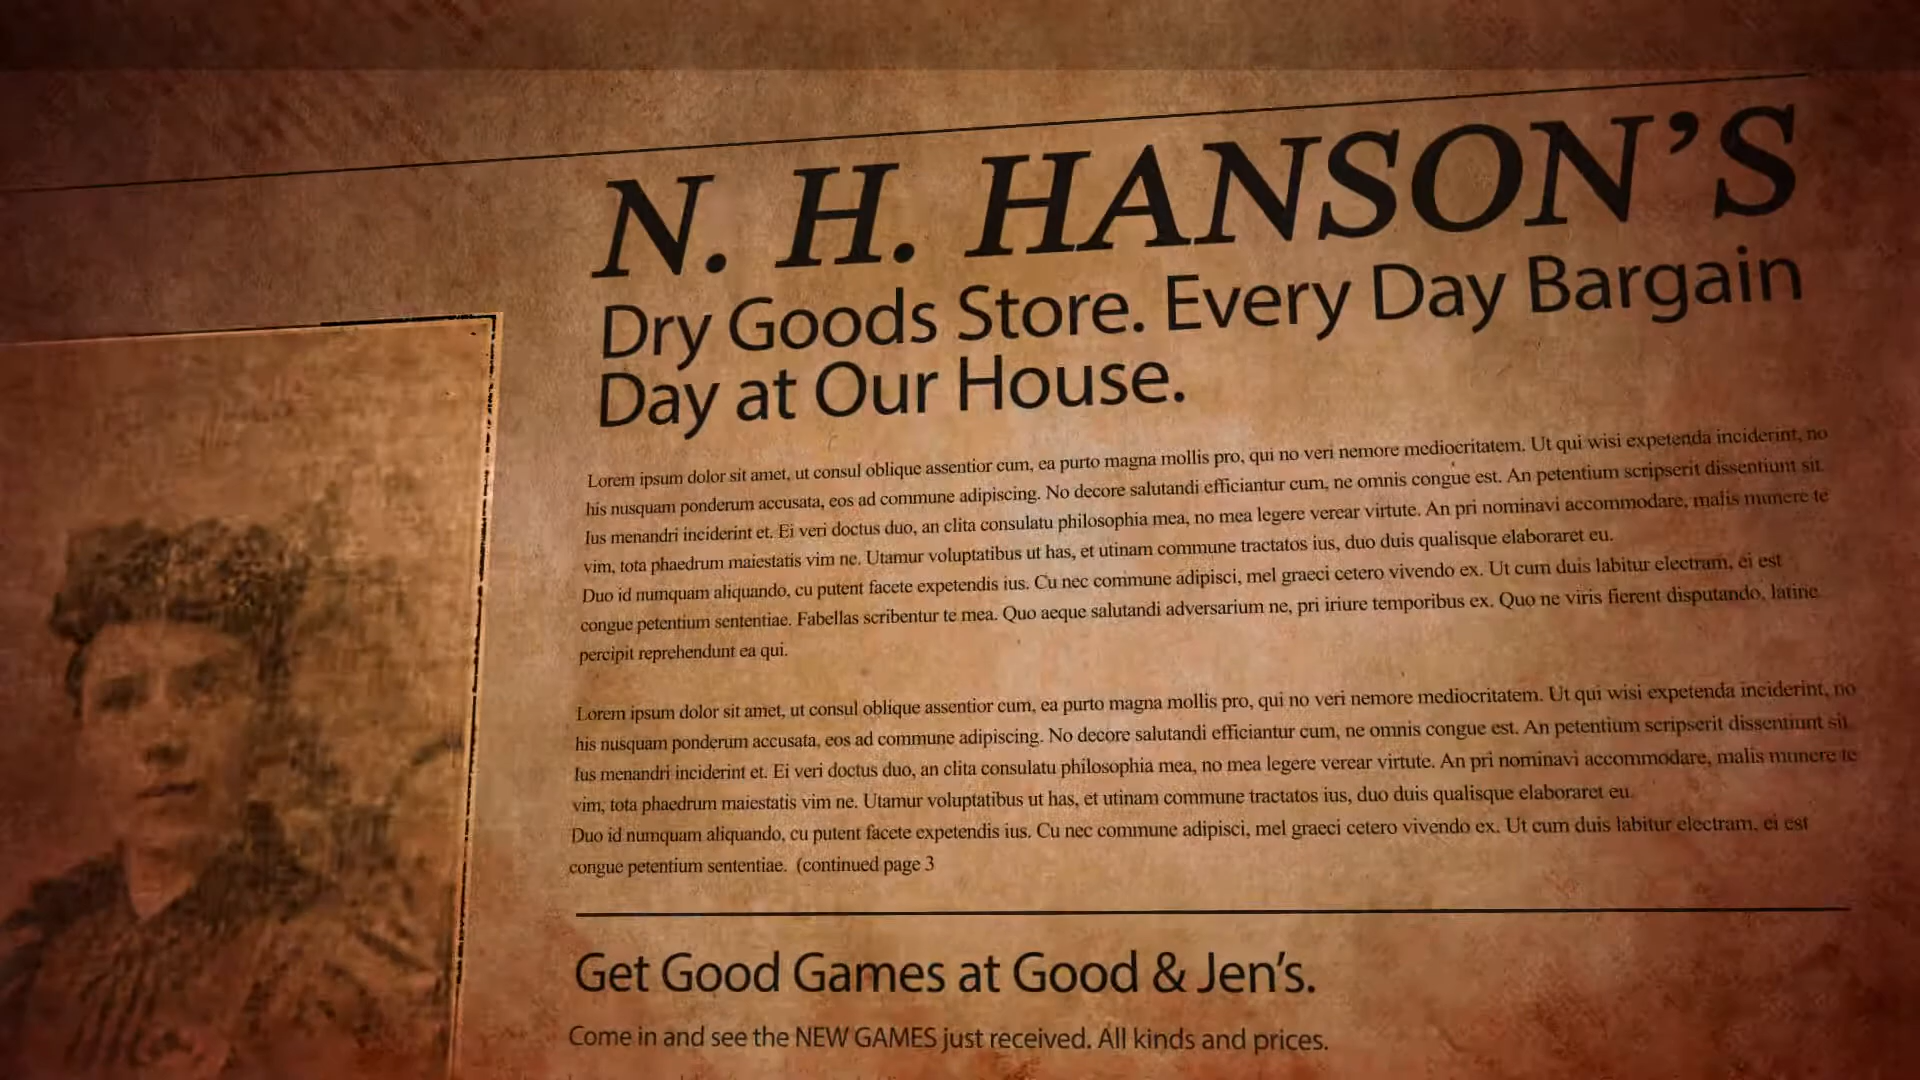 N. H. HANSON’S
Dry Goods Store. Every Day Bargain
Day at Our House.
Lorem ipsum dolor sit amet, ut consul oblique assentior cum, ea purto magna mollis pro, qui no veri nemore mediocritatem. Ut qui wisi expetenda inciderint, no
his nusquam ponderum accusata, eos ad commune adipiscing. No decore salutandi efficiantur cum, ne omnis congue est. An petentium scripserit dissentiunt sit.
Ius menandri inciderint et. Ei veri doctus duo, an clita consulatu philosophia mea, no mea legere verear virtute. An pri nominavi accommodare, malis munere te
vim, tota phaedrum maiestatis vim ne. Utamur voluptatibus ut has, et utinam commune tractatos ius, duo duis qualisque elaboraret eu.
Duo id numquam aliquando, cu putent facete expetendis ius. Cu nec commune adipisci, mel graeci cetero vivendo ex. Ut cum duis labitur electram, ei est
congue petentium sententiae. Fabellas scribentur te mea. Quo aeque salutandi adversarium ne, pri iriure temporibus ex. Quo ne viris fierent disputando, latine
percipit reprehendunt ea qui.
Lorem ipsum dolor sit amet, ut consul oblique assentior cum, ea purto magna mollis pro, qui no veri nemore mediocritatem. Ut qui wisi expetenda inciderint, no
his nusquam ponderum accusata, eos ad commune adipiscing. No decore salutandi efficiantur cum, ne omnis congue est. An petentium scripserit dissentiunt sit.
Ius menandri inciderint et. Ei veri doctus duo, an clita consulatu philosophia mea, no mea legere verear virtute. An pri nominavi accommodare, malis munere te
vim, tota phaedrum maiestatis vim ne. Utamur voluptatibus ut has, et utinam commune tractatos ius, duo duis qualisque elaboraret eu.
Duo id numquam aliquando, cu putent facete expetendis ius. Cu nec commune adipisci, mel graeci cetero vivendo ex. Ut cum duis labitur electram, ei est
congue petentium sententiae. (continued page 3
Get Good Games at Good & Jen’s.
Come in and see the NEW GAMES just received. All kinds and prices.